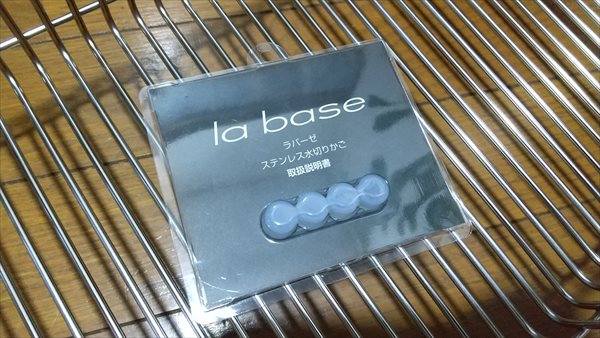 la base
ラバーゼ
ステンレス水切りかご
取扱説明書